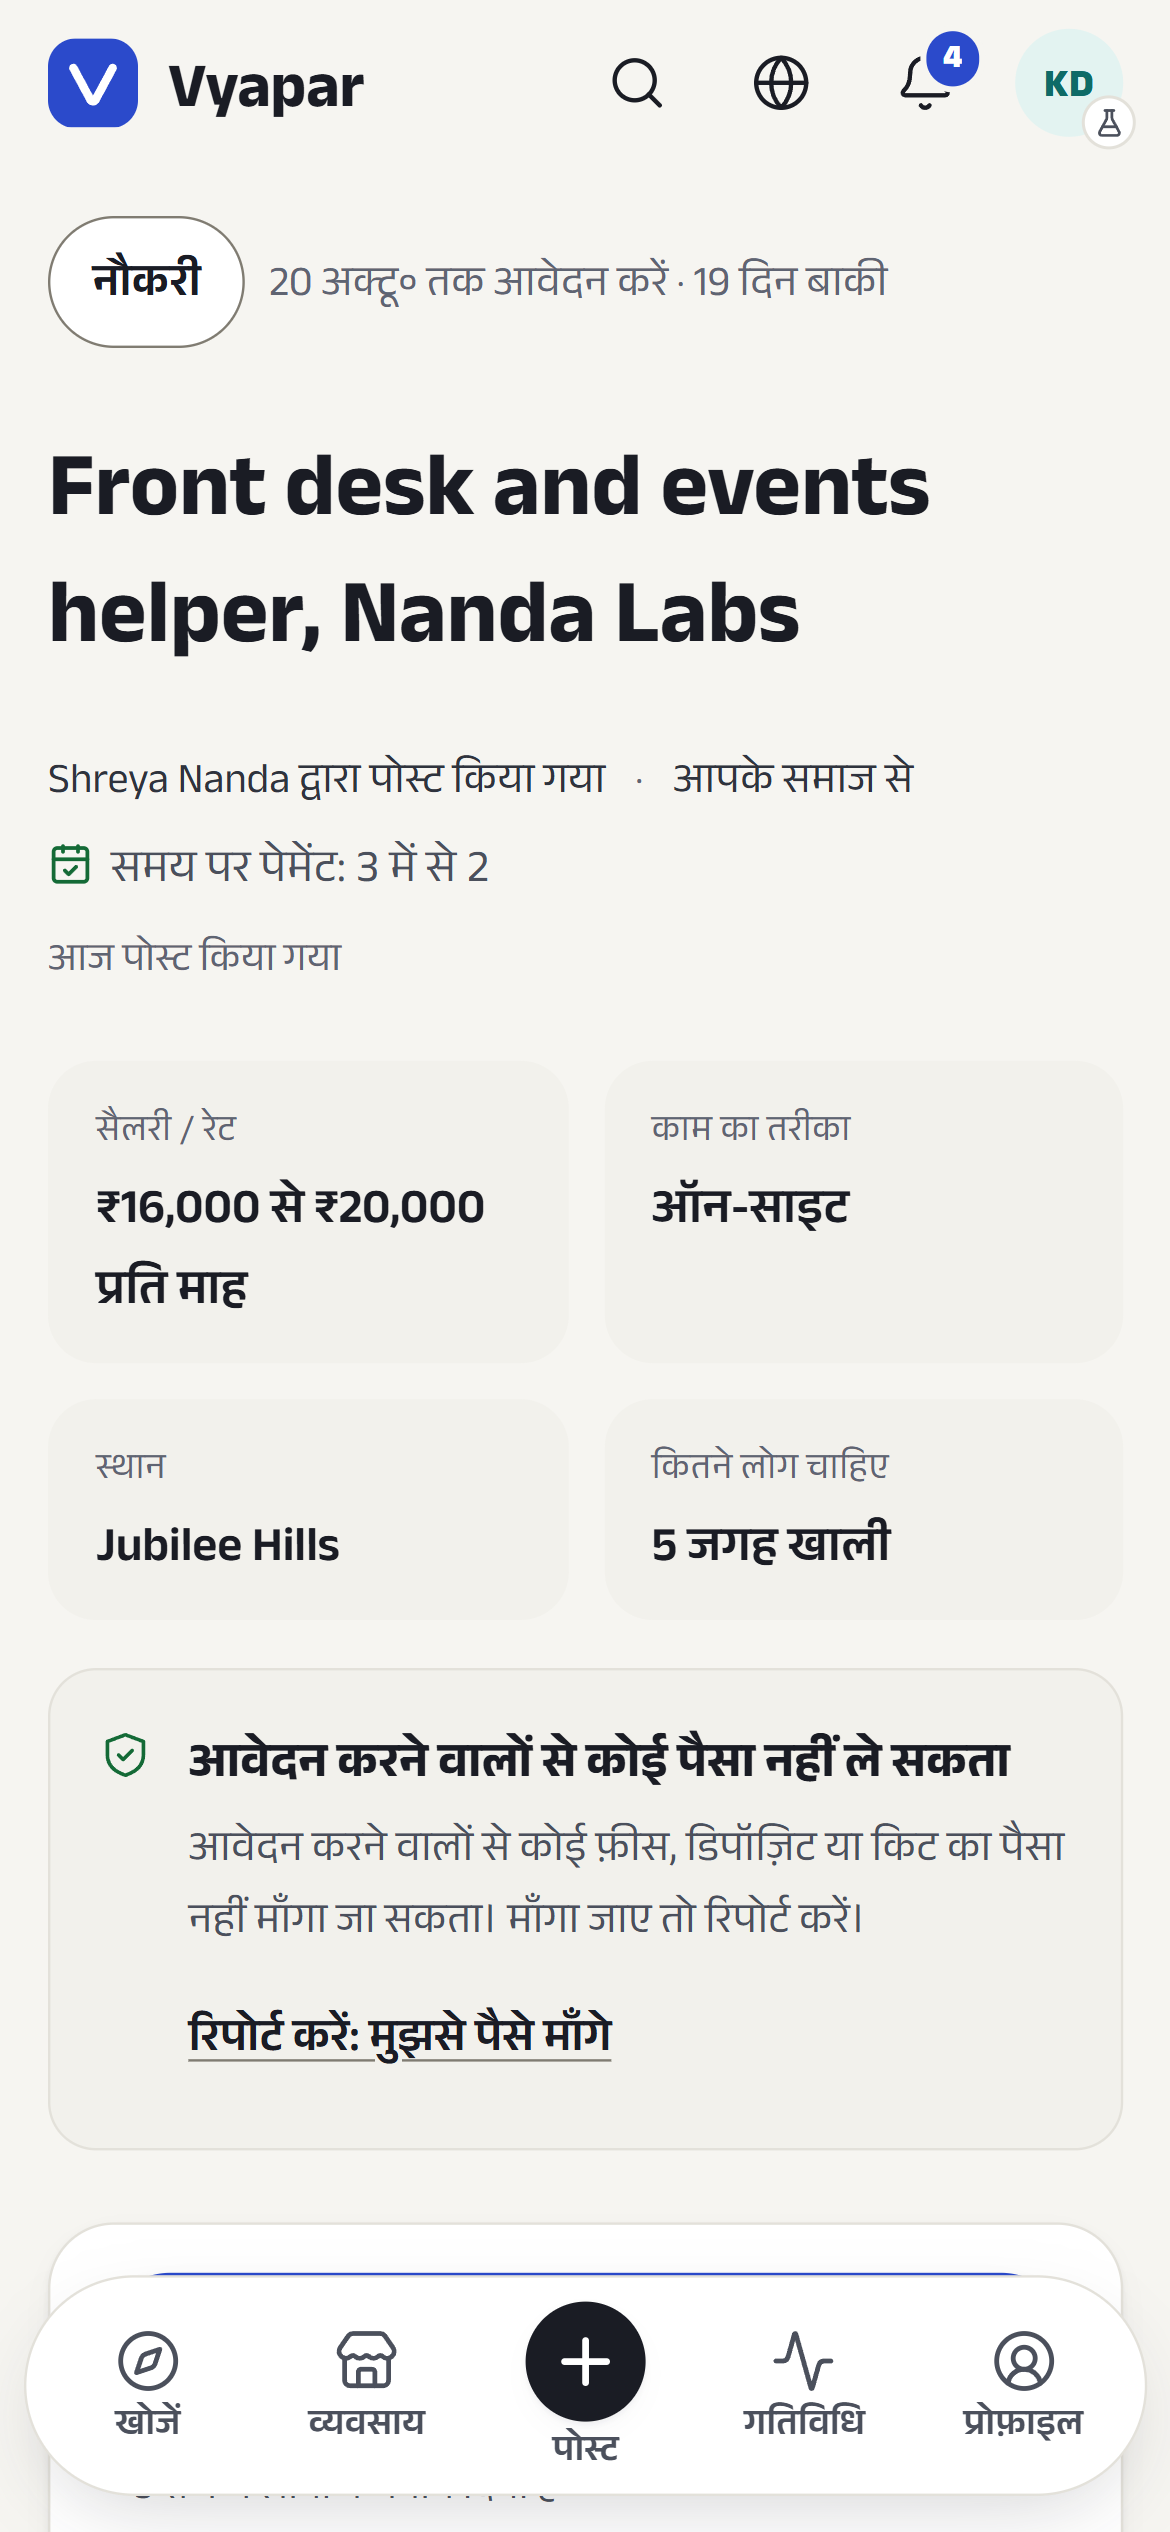 Vyapar
4
KD
नौकरी
20 अक्टू॰ तक आवेदन करें · 19 दिन बाकी
Front desk and events
helper, Nanda Labs
Shreya Nanda द्वारा पोस्ट किया गया · आपके समाज से
समय पर पेमेंट: 3 में से 2
आज पोस्ट किया गया
सैलरी / रेट
₹16,000 से ₹20,000
प्रति माह
काम का तरीका
ऑन-साइट
स्थान
Jubilee Hills
कितने लोग चाहिए
5 जगह खाली
आवेदन करने वालों से कोई पैसा नहीं ले सकता
आवेदन करने वालों से कोई फ़ीस, डिपॉज़िट या किट का पैसा
नहीं माँगा जा सकता। माँगा जाए तो रिपोर्ट करें।
रिपोर्ट करें: मुझसे पैसे माँगे
खोजें
व्यवसाय
पोस्ट
गतिविधि
प्रोफ़ाइल